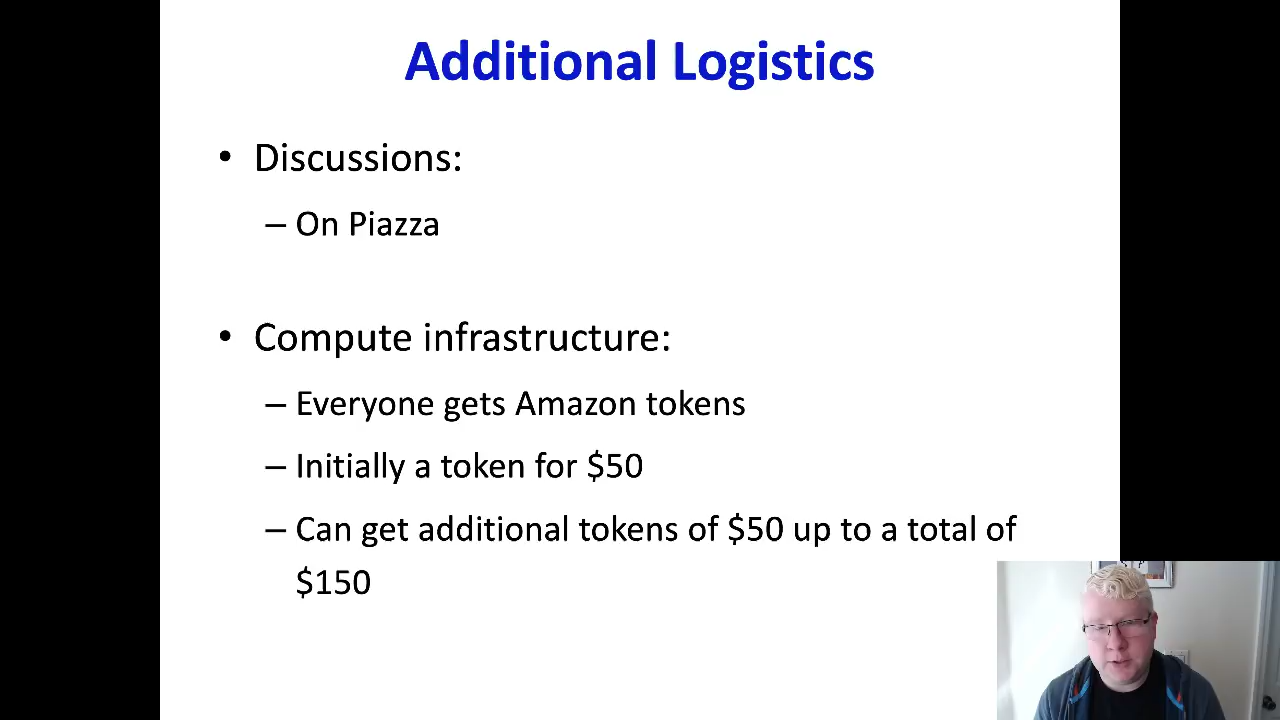 Additional Logistics
• Discussions:
– On Piazza
• Compute infrastructure:
– Everyone gets Amazon tokens
– Initially a token for $50
– Can get additional tokens of $50 up to a total of
$150